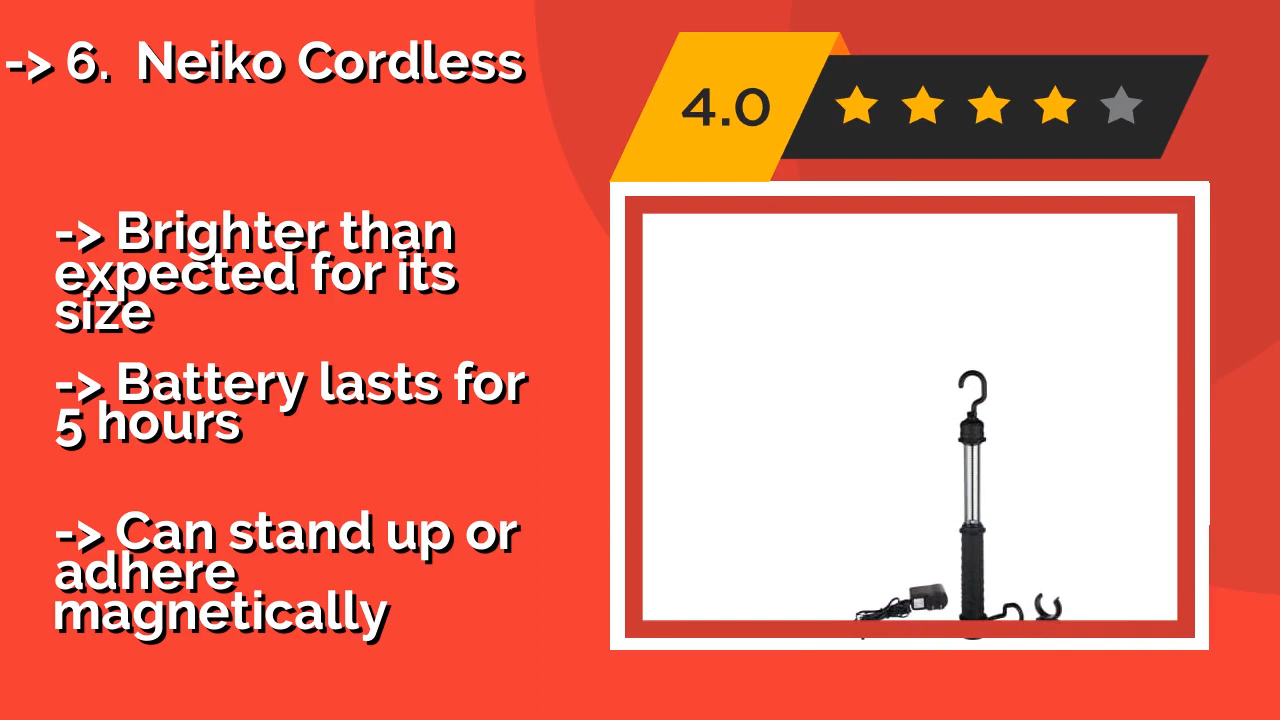 -> 6.  Neiko Cordless
4.0
-> Brighter than
expected for its
size
-> Battery lasts for
5 hours
-> Can stand up or
adhere
magnetically